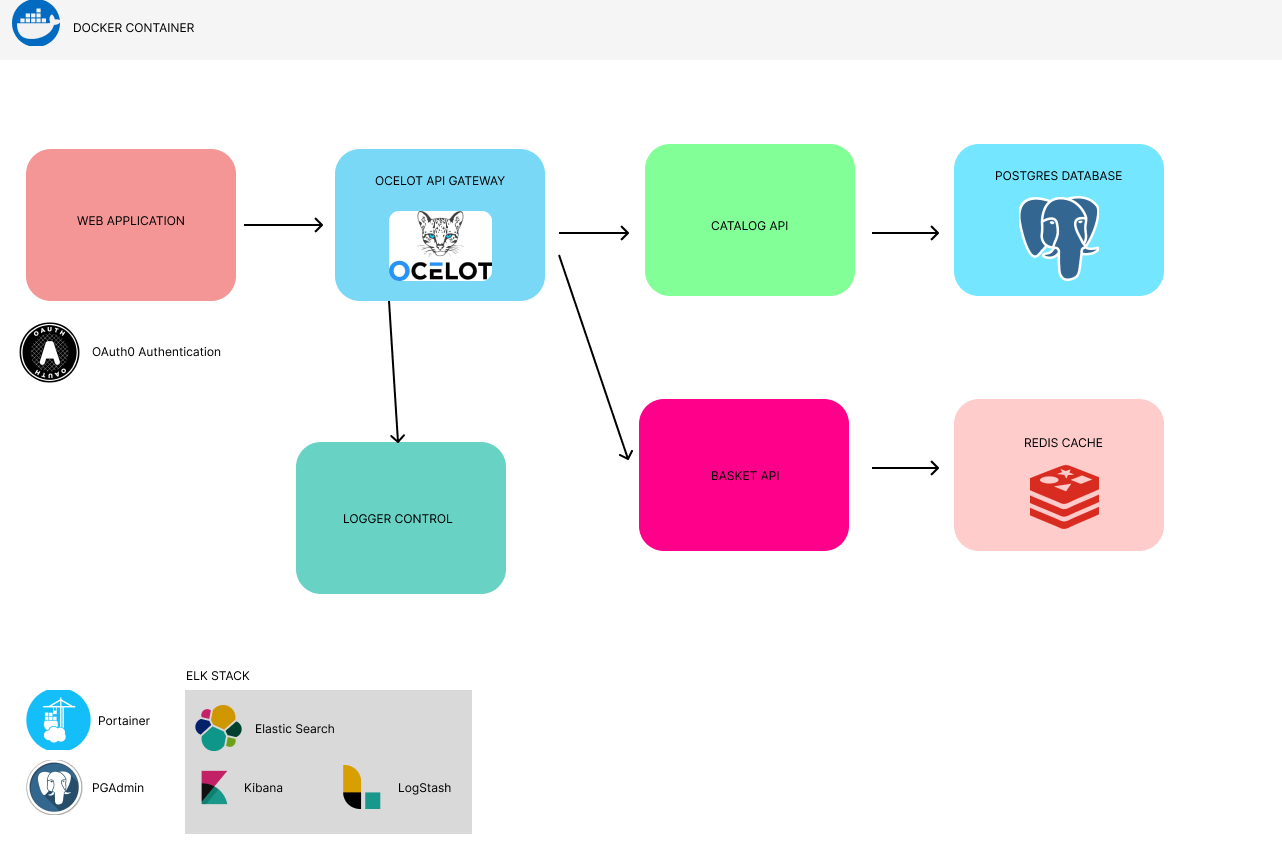 DOCKER CONTAINER
WEB APPLICATION
OCELOT API GATEWAY
OCELOT
CATALOG API
POSTGRES DATABASE
OAUTH
OAUTH
OAuth0 Authentication
LOGGER CONTROL
BASKET API
REDIS CACHE
ELK STACK
Portainer
Elastic Search
PGAdmin
Kibana
LogStash